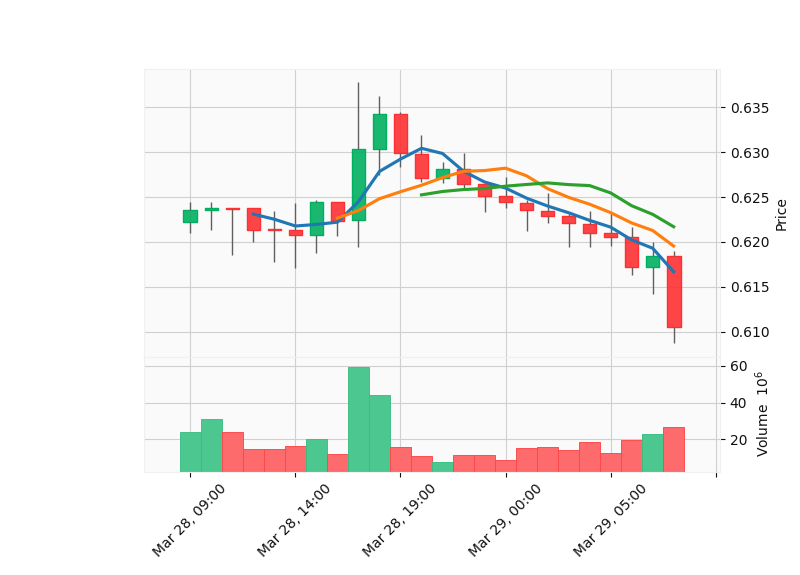 0.635
0.630
0.625
0.620
0.615
0.610
Price
60
40
20
Volume 10^6
Mar 28, 09:00
Mar 28, 14:00
Mar 28, 19:00
Mar 29, 00:00
Mar 29, 05:00